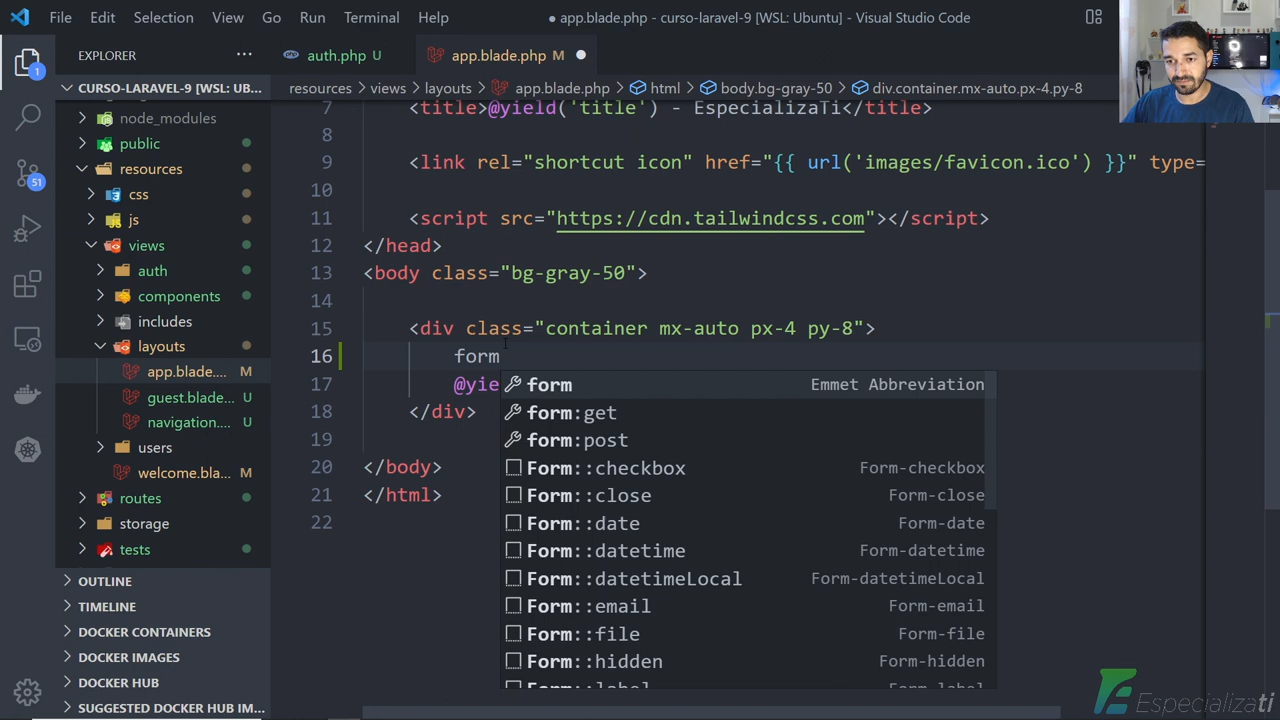 File Edit Selection View Go Run Terminal Help
● app.blade.php - curso-laravel-9 [WSL: Ubuntu] - Visual Studio Code
EXPLORER ...
auth.php U
app.blade.php M
CURSO-LARAVEL-9 [WSL: UB...
resources > views > layouts > app.blade.php > html > body.bg-gray-50 > div.container.mx-auto.px-4.py-8
1
51
node_modules
public
resources
css
js
views
auth
components
includes
layouts
app.blade.... M
guest.blade... U
navigation.... U
users
welcome.bla... M
routes
storage
tests
OUTLINE
TIMELINE
DOCKER CONTAINERS
DOCKER IMAGES
DOCKER HUB
SUGGESTED DOCKER HUB IM...
7 <title>@yield('title') - EspecializaTi</title>
8
9 <link rel="shortcut icon" href="{{ url('images/favicon.ico') }}" type=
10
11 <script src="https://cdn.tailwindcss.com"></script>
12 </head>
13 <body class="bg-gray-50">
14
15 <div class="container mx-auto px-4 py-8">
16 form
17 @yie
18 </div>
19
20 </body>
21 </html>
22
form Emmet Abbreviation
form:get
form:post
Form::checkbox Form-checkbox
Form::close Form-close
Form::date Form-date
Form::datetime Form-datetime
Form::datetimeLocal Form-datetimeLocal
Form::email Form-email
Form::file Form-file
Form::hidden Form-hidden
Form::label Form-label
Especializati